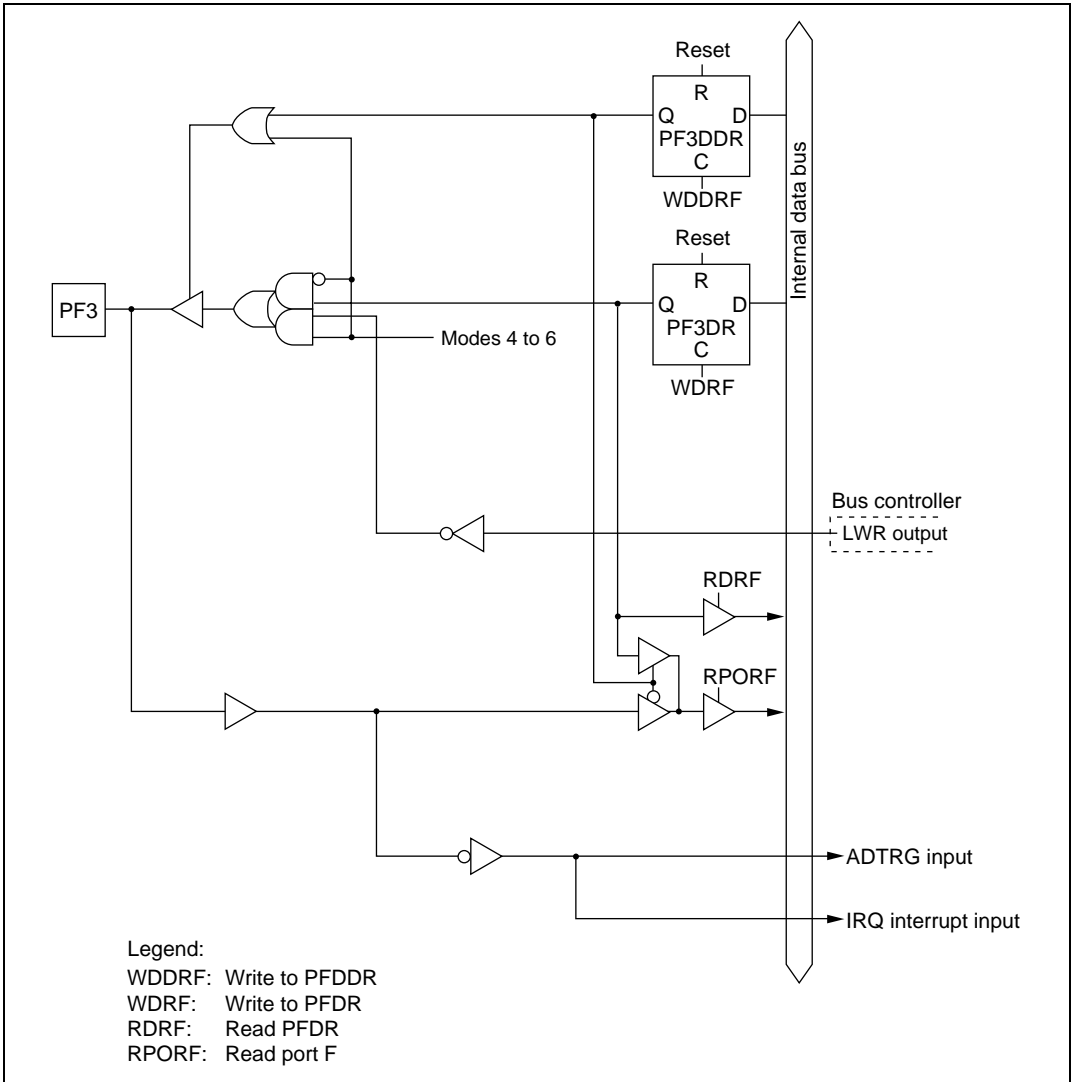 Reset
R
Q D
PF3DDR
C
WDDRF
Internal data bus
Reset
R
Q D
PF3DR
C
WDRF
PF3
Modes 4 to 6
Bus controller
LWR output
RDRF
RPORF
ADTRG input
IRQ interrupt input
Legend:
WDDRF: Write to PFDDR
WDRF: Write to PFDR
RDRF: Read PFDR
RPORF: Read port F